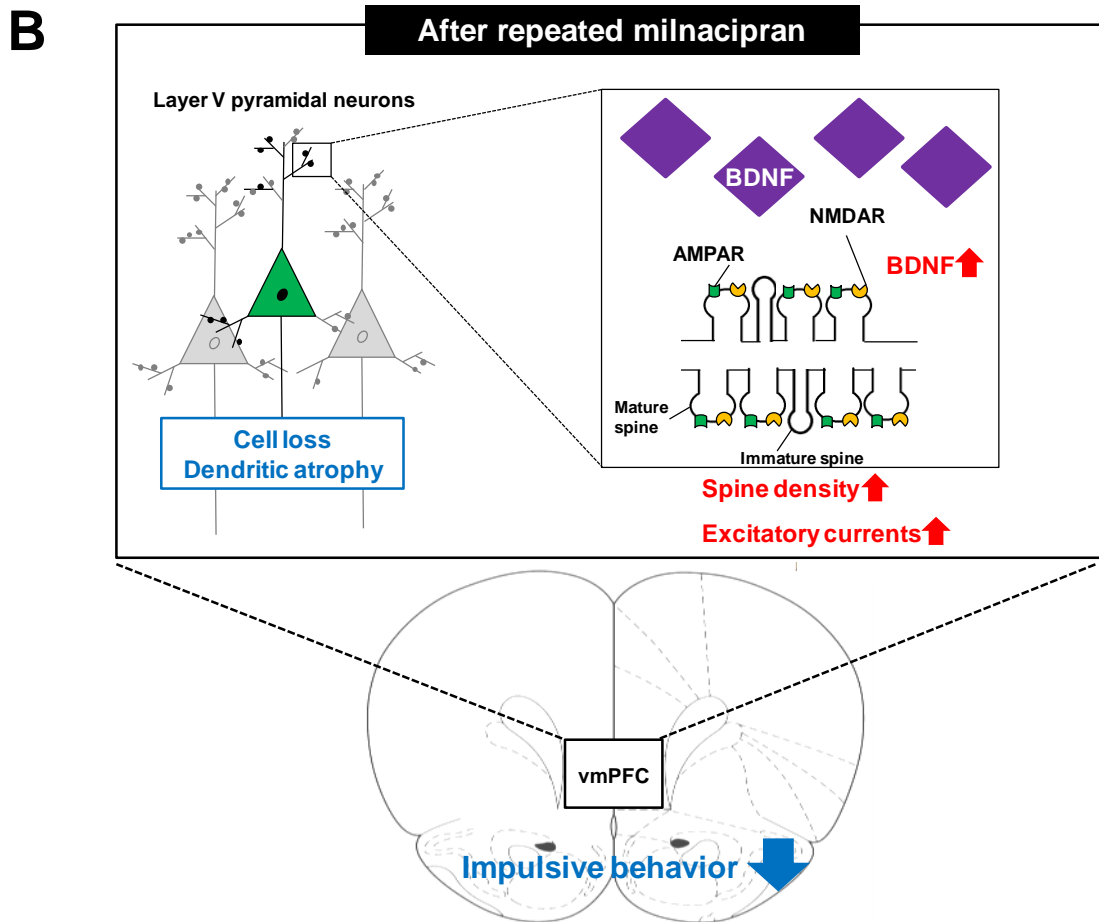 B
After repeated milnacipran
Layer V pyramidal neurons
BDNF
NMDAR
AMPAR
BDNF
Mature
spine
Immature spine
Cell loss
Dendritic atrophy
Spine density
Excitatory currents
vmPFC
Impulsive behavior